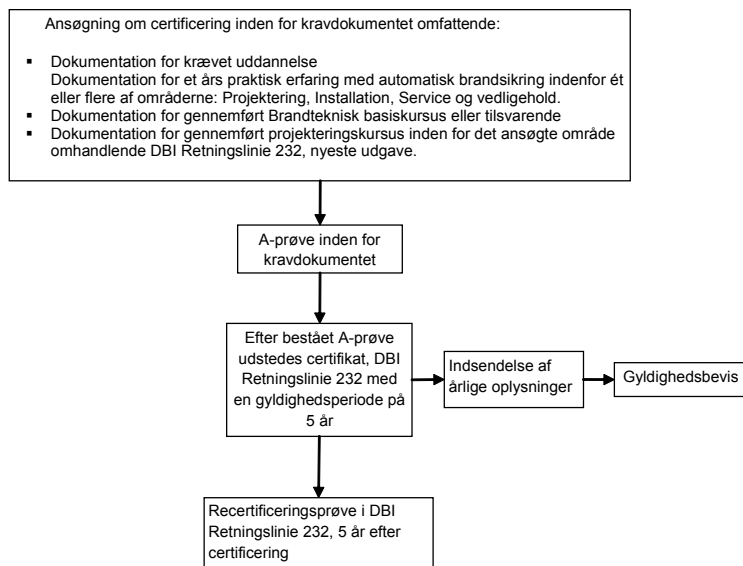 Ansøgning om certificering inden for kravdokumentet omfattende:
▪ Dokumentation for krævet uddannelse
Dokumentation for et års praktisk erfaring med automatisk brandsikring indenfor ét
eller flere af områderne: Projektering, Installation, Service og vedligehold.
▪ Dokumentation for gennemført Brandteknisk basiskursus eller tilsvarende
▪ Dokumentation for gennemført projekteringskursus inden for det ansøgte område
omhandlende DBI Retningslinie 232, nyeste udgave.
A-prøve inden for
kravdokumentet
Efter bestået A-prøve
udstedes certifikat, DBI
Retningslinie 232 med
en gyldighedsperiode på
5 år
Indsendelse af
årlige oplysninger
Gyldighedsbevis
Recertificeringsprøve i DBI
Retningslinie 232, 5 år efter
certificering